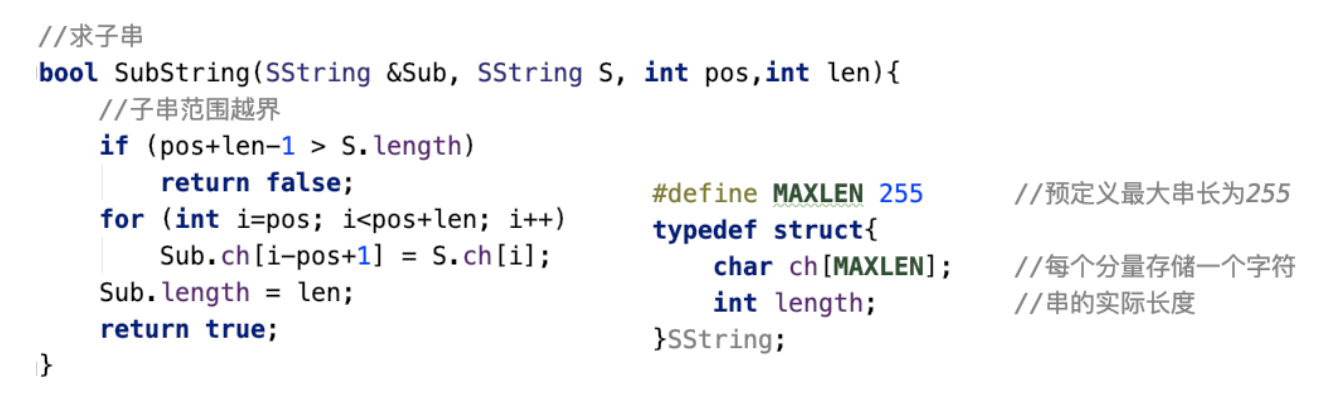 //求子串
bool SubString(SString &Sub, SString S, int pos,int len){
    //子串范围越界
    if (pos+len-1 > S.length)
        return false;
    for (int i=pos; i<pos+len; i++)
        Sub.ch[i-pos+1] = S.ch[i];
    Sub.length = len;
    return true;
}
#define MAXLEN 255      //预定义最大串长为255
typedef struct{
    char ch[MAXLEN];    //每个分量存储一个字符
    int length;         //串的实际长度
}SString;